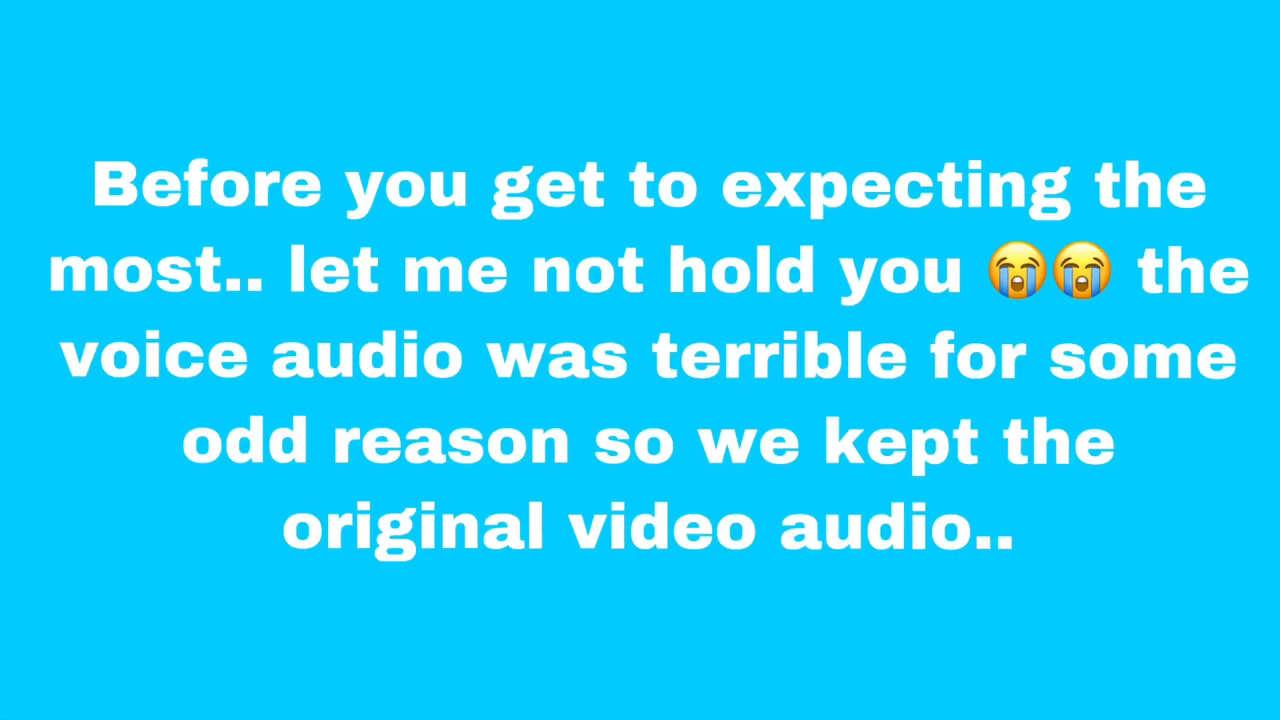 Before you get to expecting the
most.. let me not hold you 😭😭 the
voice audio was terrible for some
odd reason so we kept the
original video audio..